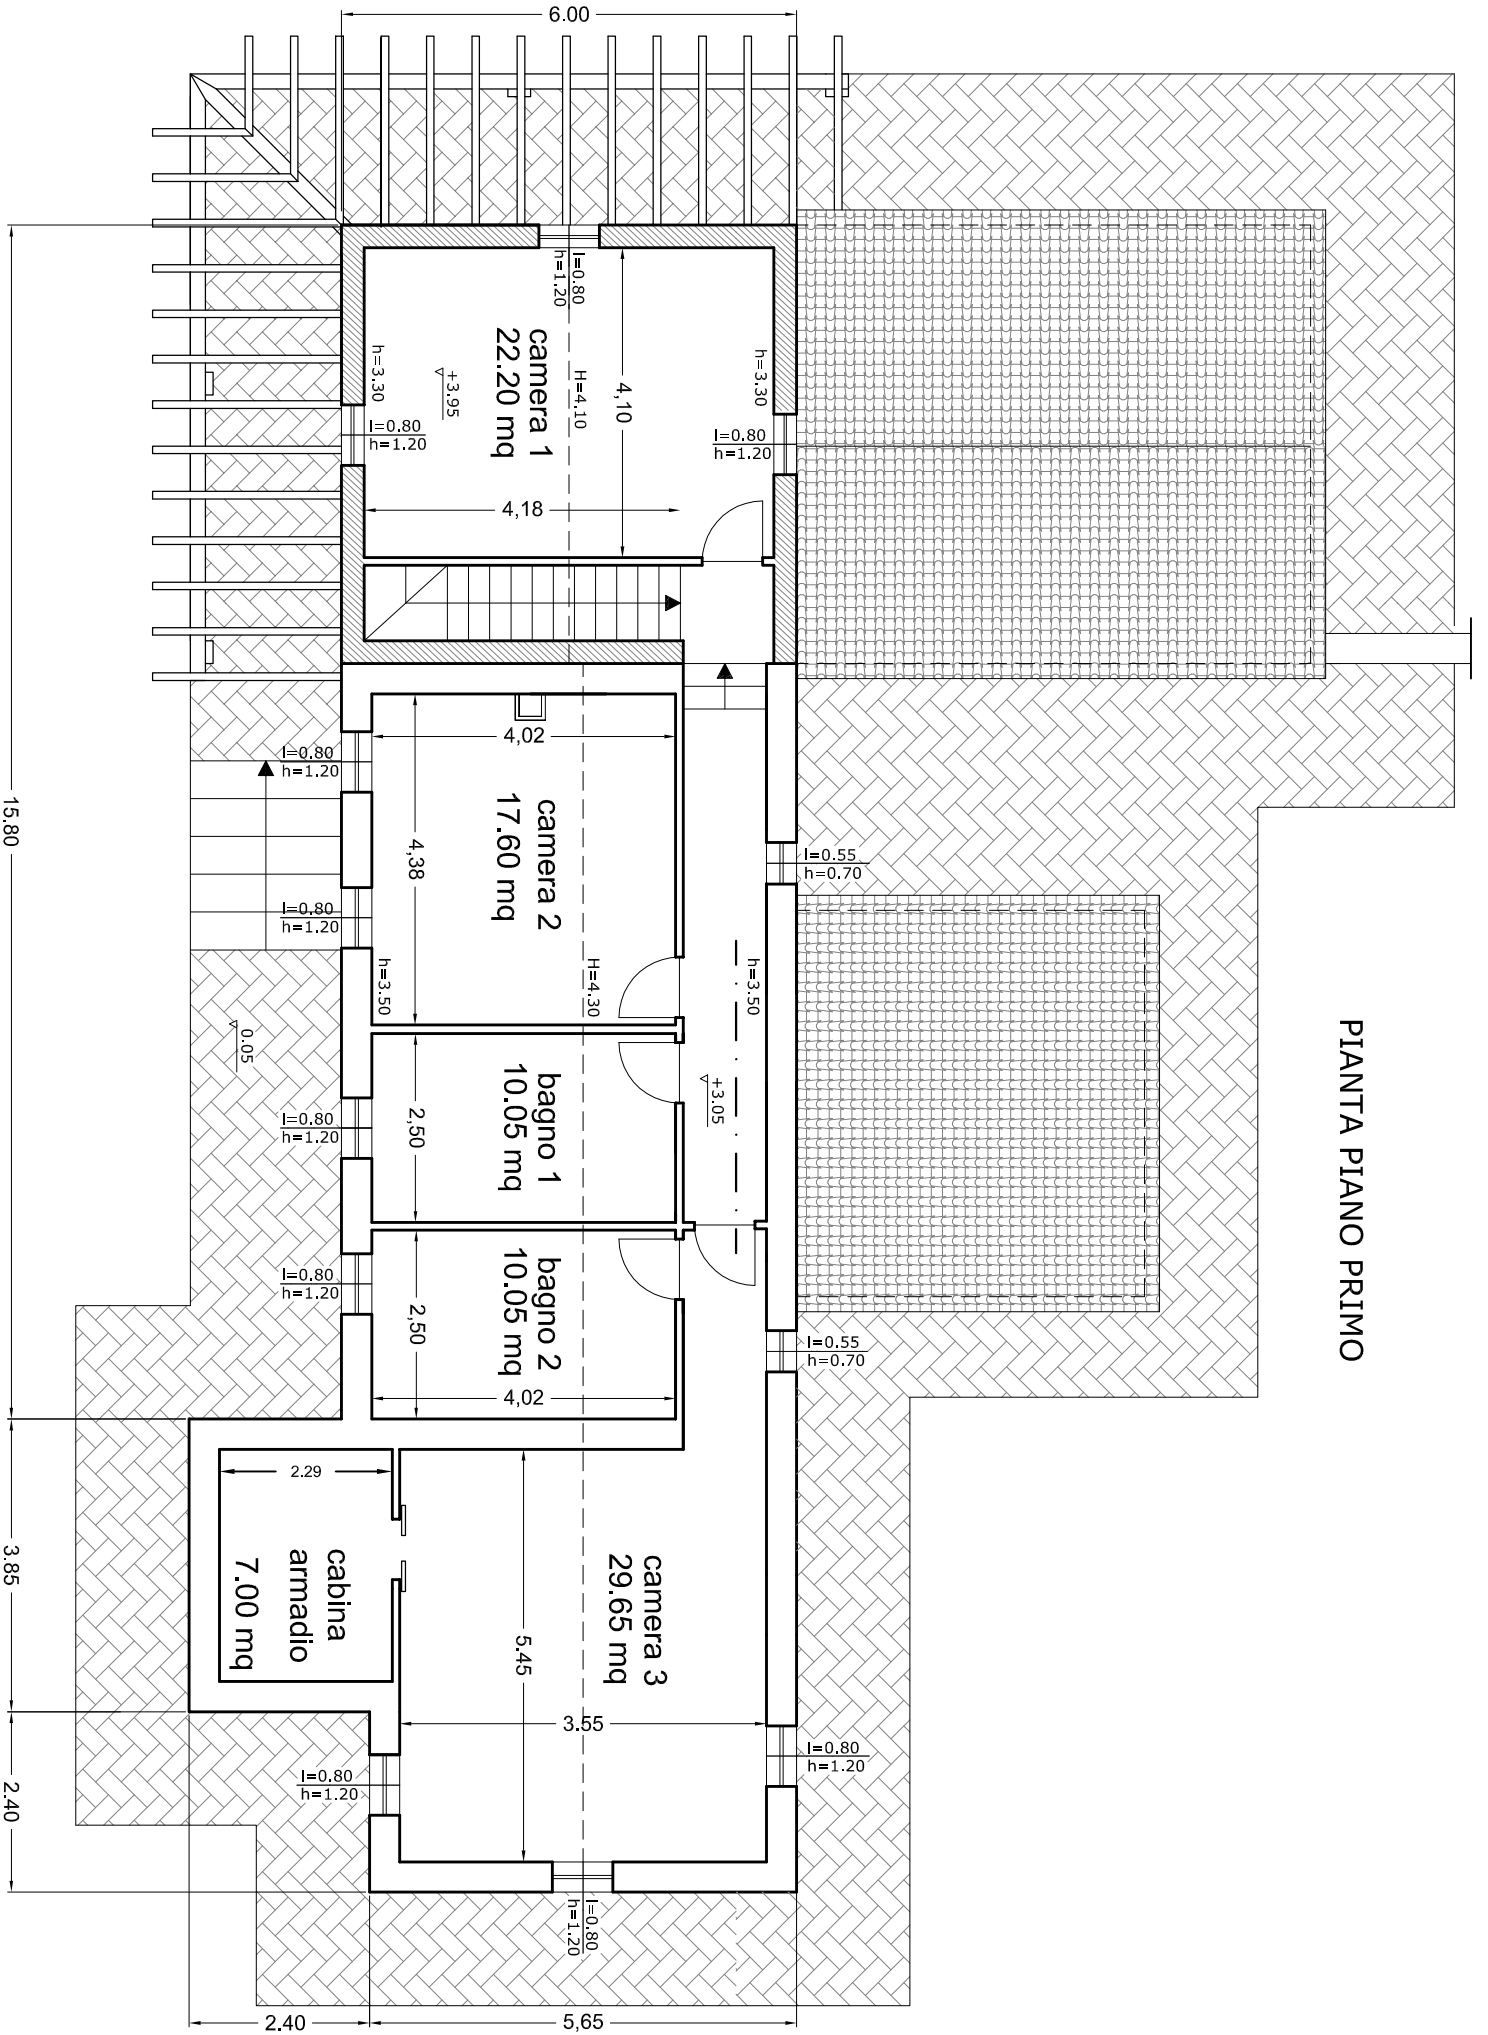 PIANTA PIANO PRIMO
6.00
l=0.80
h=1.20
h=3.30
camera 1
22.20 mq
H=4.10
4,10
h=3.30
+3.95
l=0.80
h=1.20
l=0.80
h=1.20
4,18
15.80
l=0.80
h=1.20
4,02
camera 2
17.60 mq
4,38
l=0.55
h=0.70
l=0.80
h=1.20
h=3.50
H=4.30
h=3.50
0.05
+3.05
bagno 1
10.05 mq
2,50
l=0.80
h=1.20
bagno 2
10.05 mq
2,50
l=0.80
h=1.20
4,02
l=0.55
h=0.70
2.29
cabina
armadio
7.00 mq
camera 3
29.65 mq
5.45
3.55
3.85
l=0.80
h=1.20
l=0.80
h=1.20
2.40
l=0.80
h=1.20
2.40
5,65